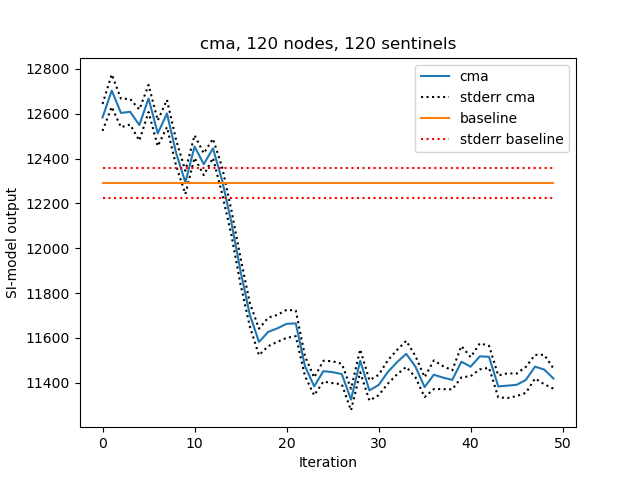 cma, 120 nodes, 120 sentinels
12800
12600
12400
12200
12000
11800
11600
11400
SI-model output
cma
stderr cma
baseline
stderr baseline
0 10 20 30 40 50
Iteration